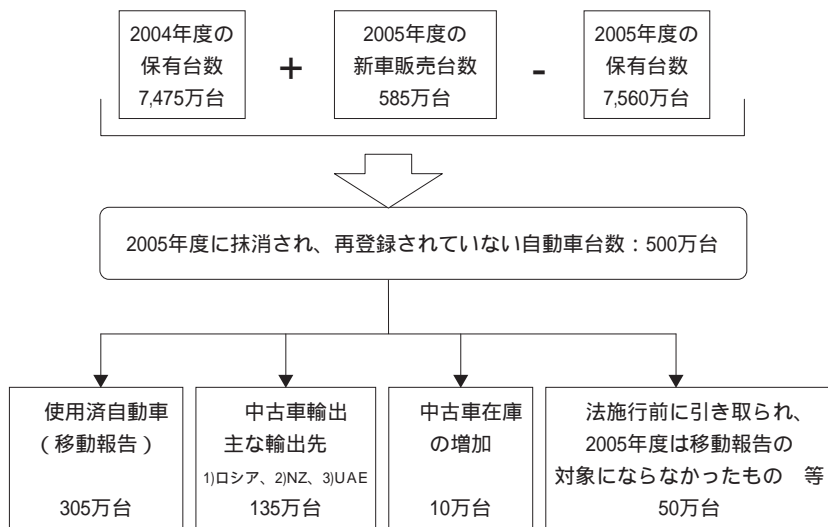 2004年度の
保有台数
7,475万台
+
2005年度の
新車販売台数
585万台
-
2005年度の
保有台数
7,560万台
2005年度に抹消され、再登録されていない自動車台数：500万台
使用済自動車
（移動報告）
305万台
中古車輸出
主な輸出先
1)ロシア、2)NZ、3)UAE
135万台
中古車在庫
の増加
10万台
法施行前に引き取られ、
2005年度は移動報告の
対象にならなかったもの　等
50万台